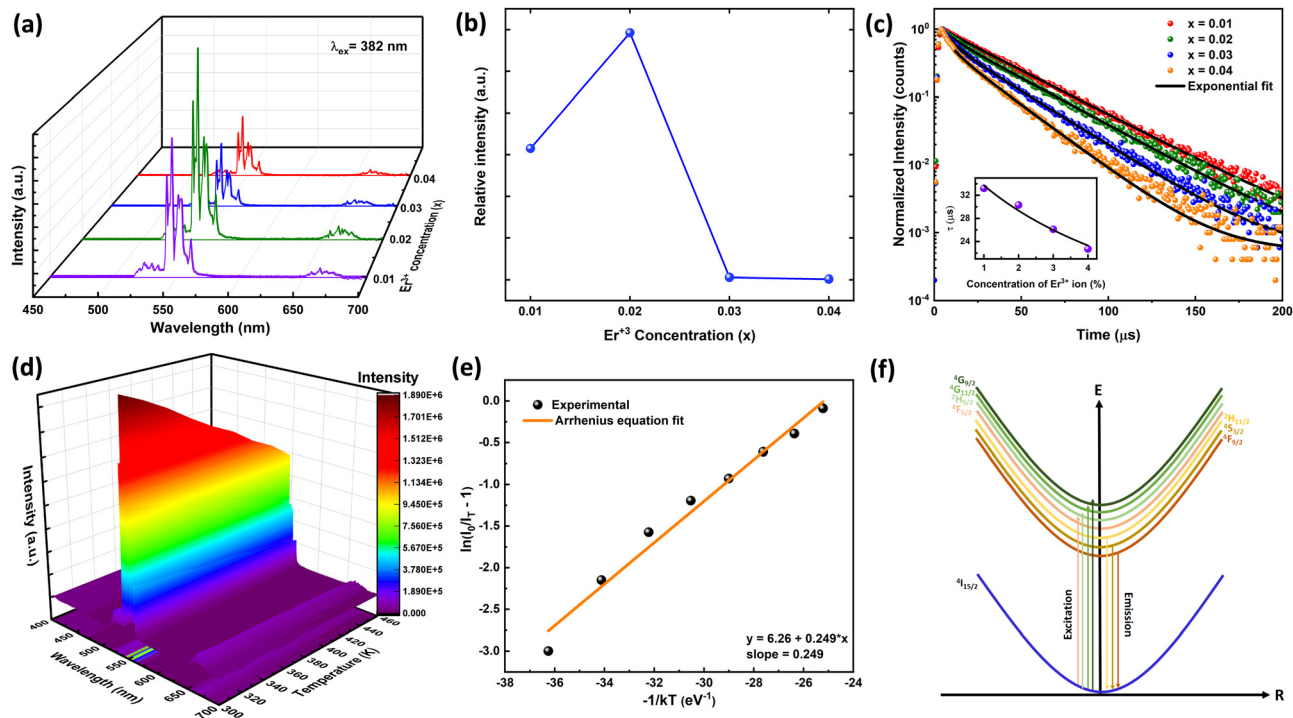 (a)
λex= 382 nm
Intensity (a.u.)
450
500
550
600
650
700
Wavelength (nm)
0.01
0.02
0.03
0.04
Er3+ concentration (x)
(b)
Relative intensity (a.u.)
0.01
0.02
0.03
0.04
Er+3 Concentration (x)
(c)
Normalized Intensity (counts)
10^0
10^-1
10^-2
10^-3
10^-4
x = 0.01
x = 0.02
x = 0.03
x = 0.04
Exponential fit
τ (μs)
32
28
24
1
2
3
4
Concentration of Er3+ ion (%)
0
50
100
150
200
Time (μs)
(d)
Intensity
1.890E+6
1.701E+6
1.512E+6
1.323E+6
1.134E+6
9.450E+5
7.560E+5
5.670E+5
3.780E+5
1.890E+5
0.000
Intensity (a.u.)
400
450
500
550
600
650
700
Wavelength (nm)
300
320
340
360
380
400
420
440
460
Temperature (K)
(e)
ln(I0/IT - 1)
0.0
-0.5
-1.0
-1.5
-2.0
-2.5
-3.0
Experimental
Arrhenius equation fit
y = 6.26 + 0.249*x
slope = 0.249
-38
-36
-34
-32
-30
-28
-26
-24
-1/kT (eV-1)
(f)
E
4G9/2
4G11/2
2H9/2
2H11/2
4S3/2
4F9/2
4I15/2
Excitation
Emission
R